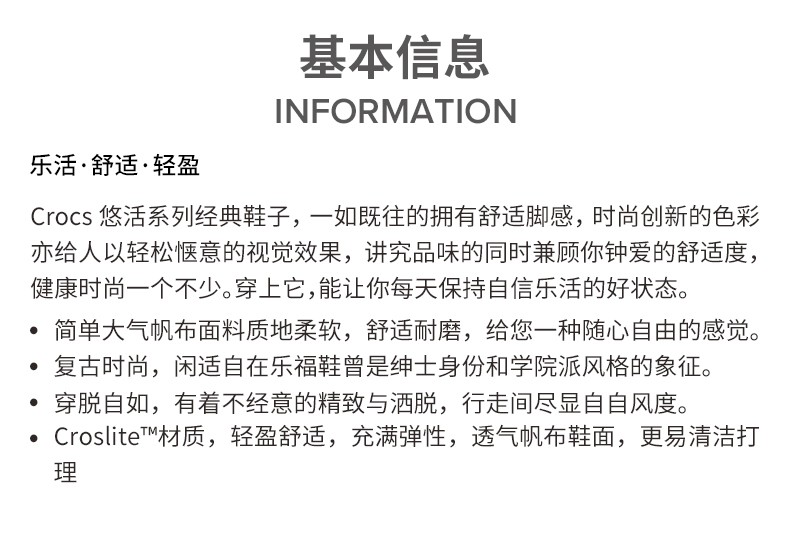 基本信息
INFORMATION
乐活·舒适·轻盈
Crocs 悠活系列经典鞋子，一如既往的拥有舒适脚感，时尚创新的色彩
亦给人以轻松惬意的视觉效果，讲究品味的同时兼顾你钟爱的舒适度，
健康时尚一个不少。穿上它，能让你每天保持自信乐活的好状态。
• 简单大气帆布面料质地柔软，舒适耐磨，给您一种随心自由的感觉。
• 复古时尚，闲适自在乐福鞋曾是绅士身份和学院派风格的象征。
• 穿脱自如，有着不经意的精致与洒脱，行走间尽显自自风度。
• Croslite™材质，轻盈舒适，充满弹性，透气帆布鞋面，更易清洁打
理